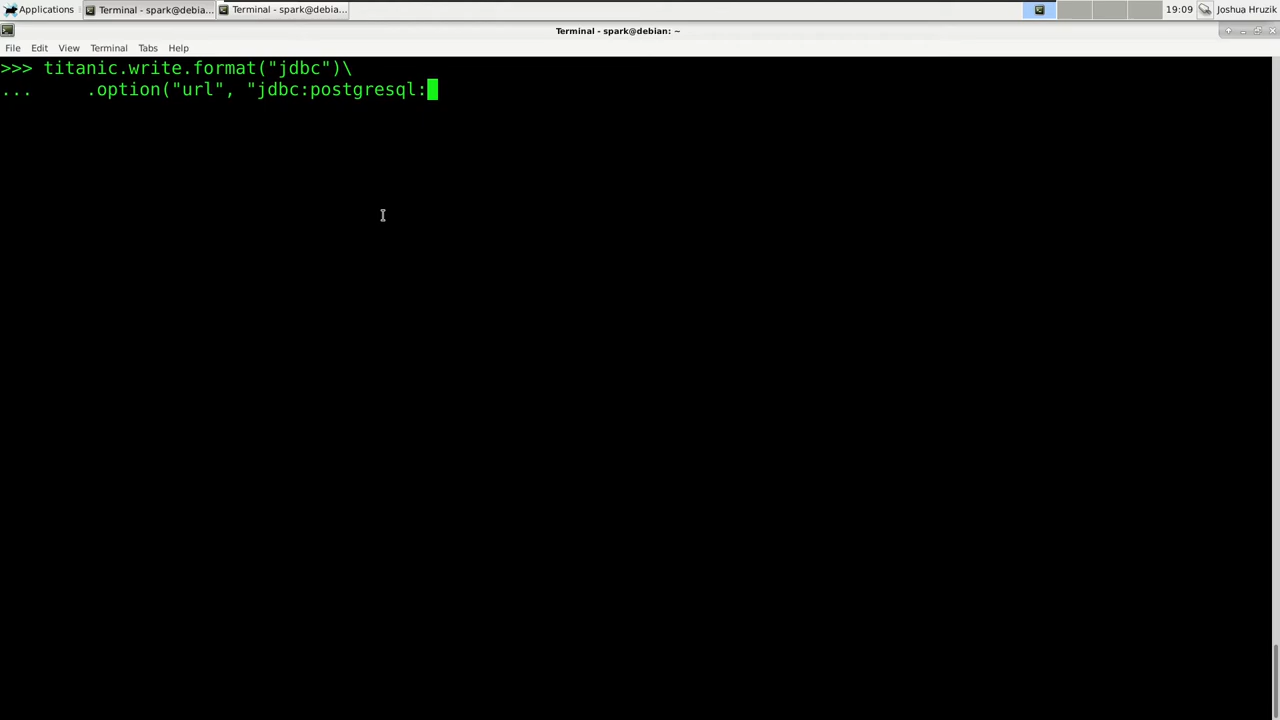 Applications
Terminal - spark@debia...
Terminal - spark@debia...
19:09
Joshua Hruzik
Terminal - spark@debian: ~
File Edit View Terminal Tabs Help
>>> titanic.write.format("jdbc")\
...     .option("url", "jdbc:postgresql: